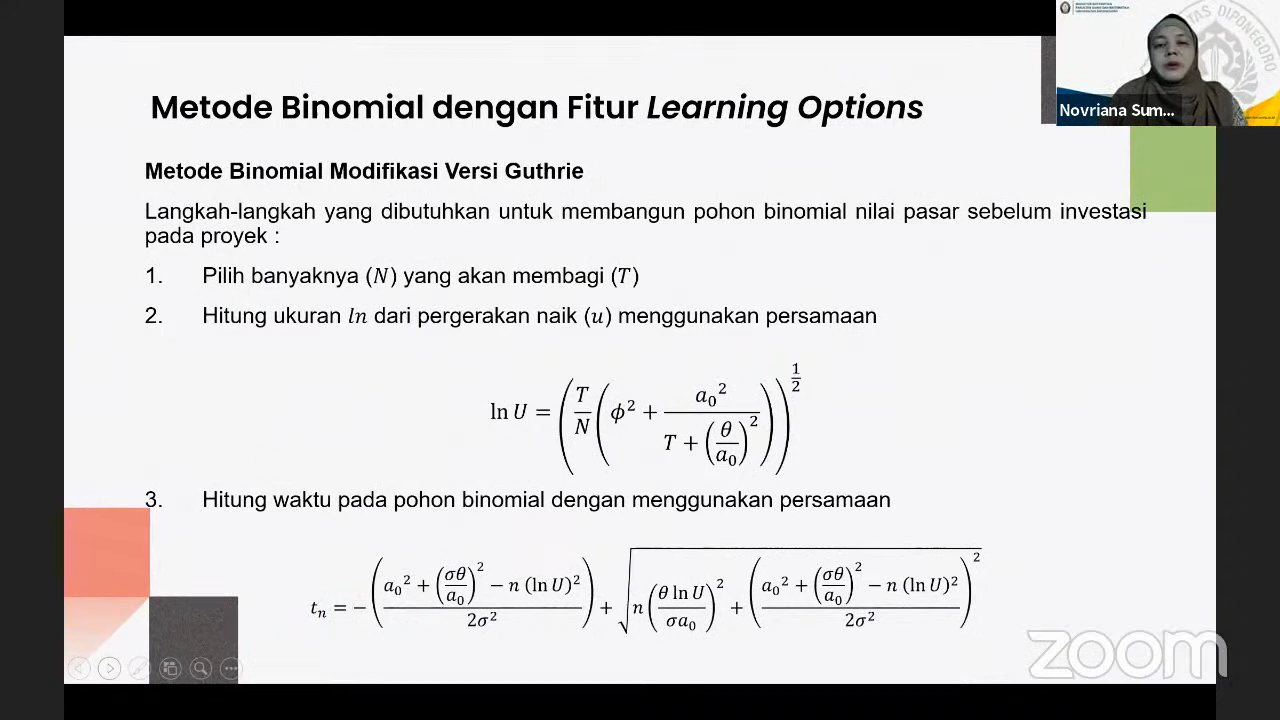 Metode Binomial dengan Fitur Learning Options
Metode Binomial Modifikasi Versi Guthrie
Langkah-langkah yang dibutuhkan untuk membangun pohon binomial nilai pasar sebelum investasi
pada proyek :
1. Pilih banyaknya (N) yang akan membagi (T)
2. Hitung ukuran ln dari pergerakan naik (u) menggunakan persamaan
ln U = (T/N (ϕ² + a₀² / (T + (θ/a₀)²)))^(1/2)
3. Hitung waktu pada pohon binomial dengan menggunakan persamaan
tₙ = −((a₀² + (σθ/a₀)² − n (ln U)²) / 2σ²) + √(n (θ ln U / σa₀)² + ((a₀² + (σθ/a₀)² − n (ln U)²) / 2σ²)²)
Novriana Sum...
zoom